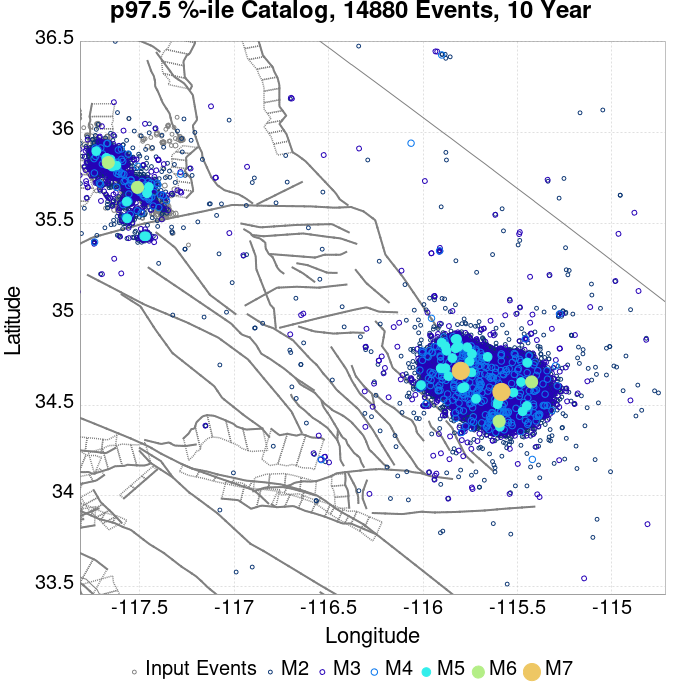 p97.5 %-ile Catalog, 14880 Events, 10 Year
36.5
36
35.5
35
34.5
34
33.5
Latitude
-117.5 -117 -116.5 -116 -115.5 -115
Longitude
Input Events M2 M3 M4 M5 M6 M7